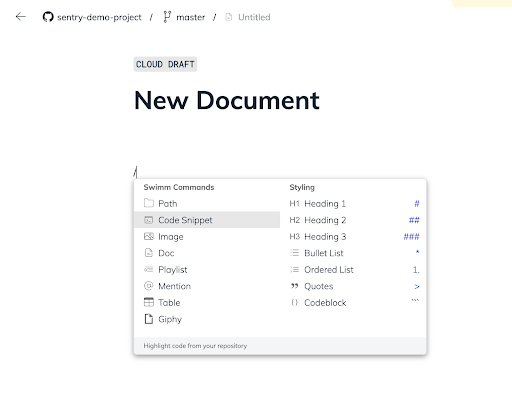 sentry-demo-project / master / Untitled
CLOUD DRAFT
New Document
/
Swimm Commands
Path
Code Snippet
Image
Doc
Playlist
Mention
Table
Giphy
Styling
H1 Heading 1 #
H2 Heading 2 ##
H3 Heading 3 ###
Bullet List *
Ordered List 1.
Quotes >
Codeblock ```
Highlight code from your repository